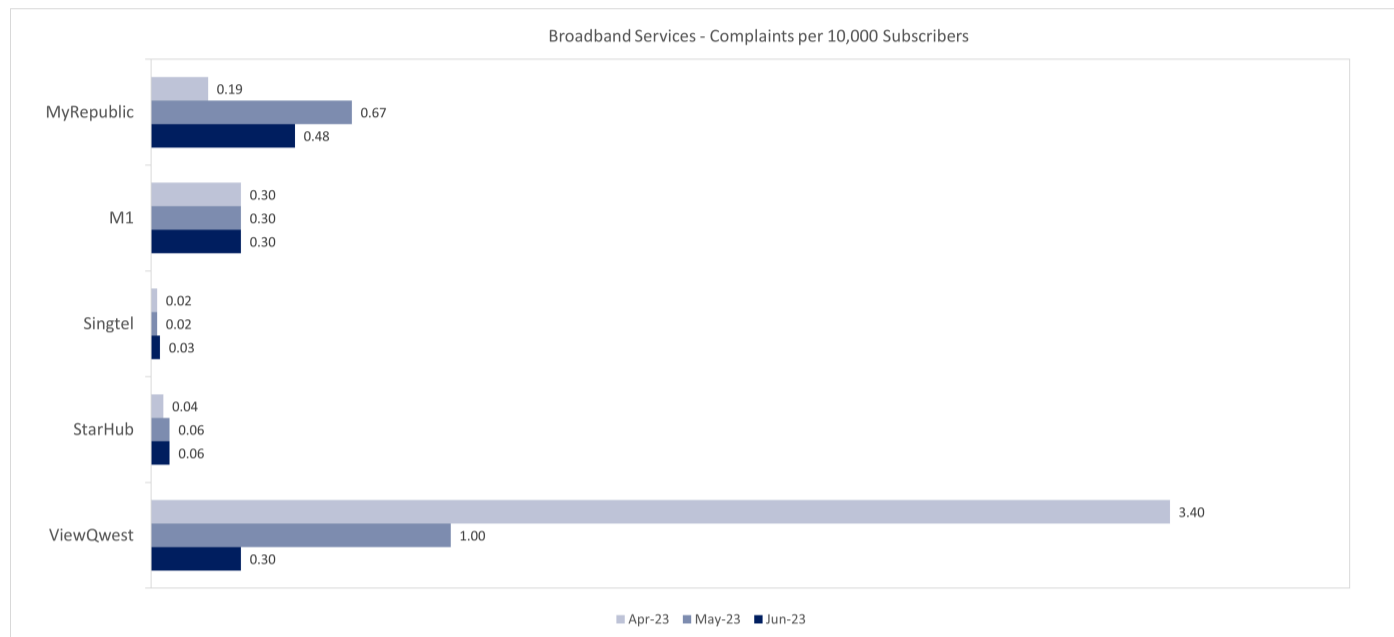 Broadband Services - Complaints per 10,000 Subscribers
MyRepublic
0.19
0.67
0.48
M1
0.30
0.30
0.30
Singtel
0.02
0.02
0.03
StarHub
0.04
0.06
0.06
ViewQwest
3.40
1.00
0.30
Apr-23 May-23 Jun-23